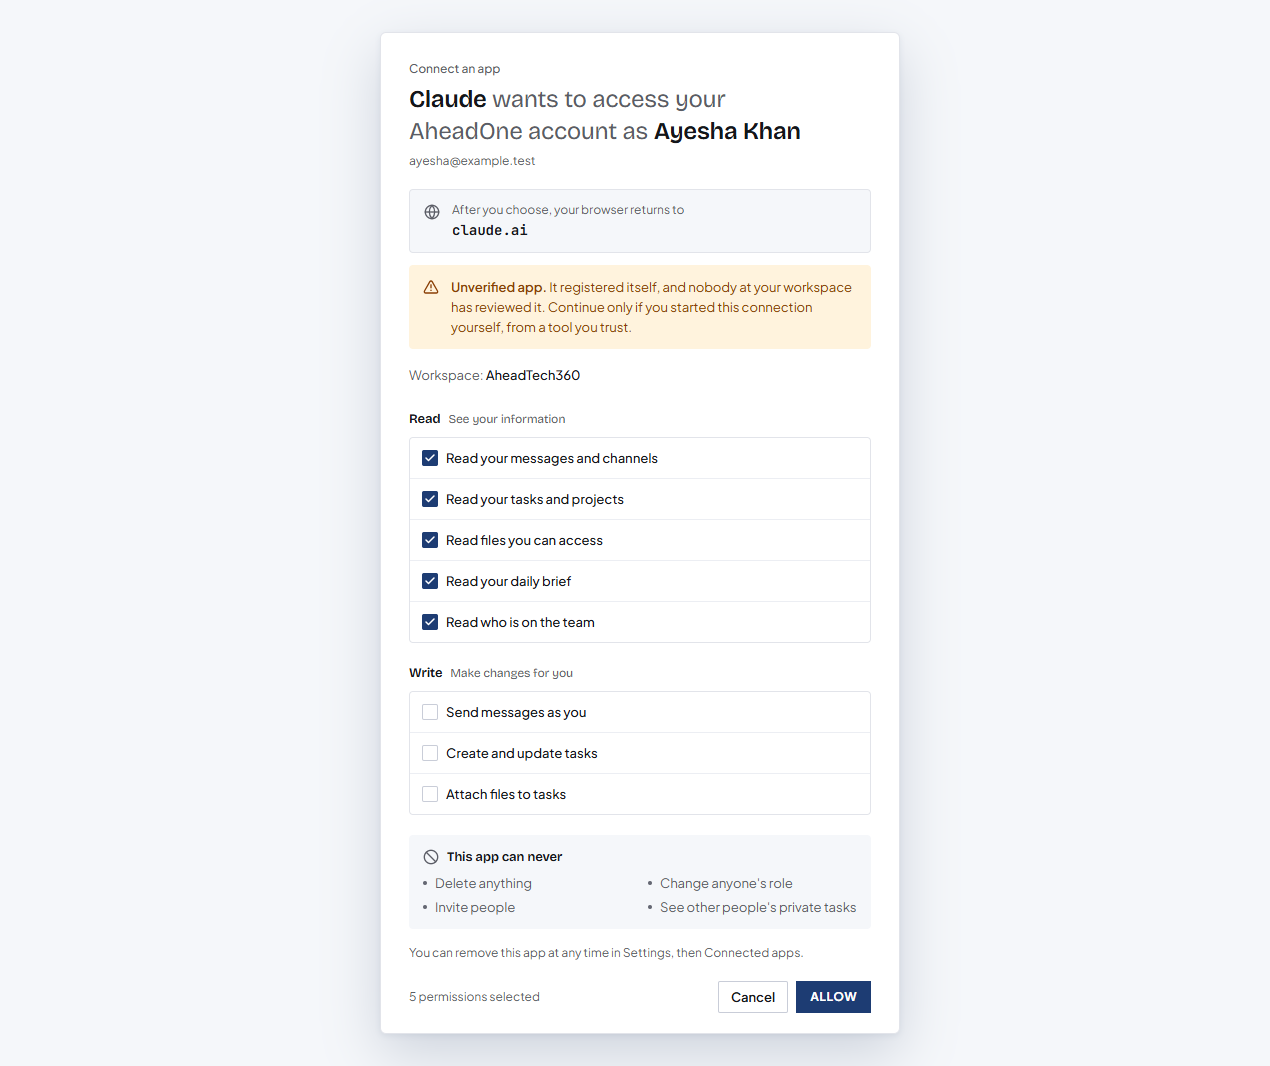 Connect an app
Claude wants to access your
AheadOne account as Ayesha Khan
ayesha@example.test
After you choose, your browser returns to
claude.ai
Unverified app. It registered itself, and nobody at your workspace
has reviewed it. Continue only if you started this connection
yourself, from a tool you trust.
Workspace: AheadTech360
Read See your information
Read your messages and channels
Read your tasks and projects
Read files you can access
Read your daily brief
Read who is on the team
Write Make changes for you
Send messages as you
Create and update tasks
Attach files to tasks
This app can never
• Delete anything
• Change anyone's role
• Invite people
• See other people's private tasks
You can remove this app at any time in Settings, then Connected apps.
5 permissions selected
Cancel
ALLOW